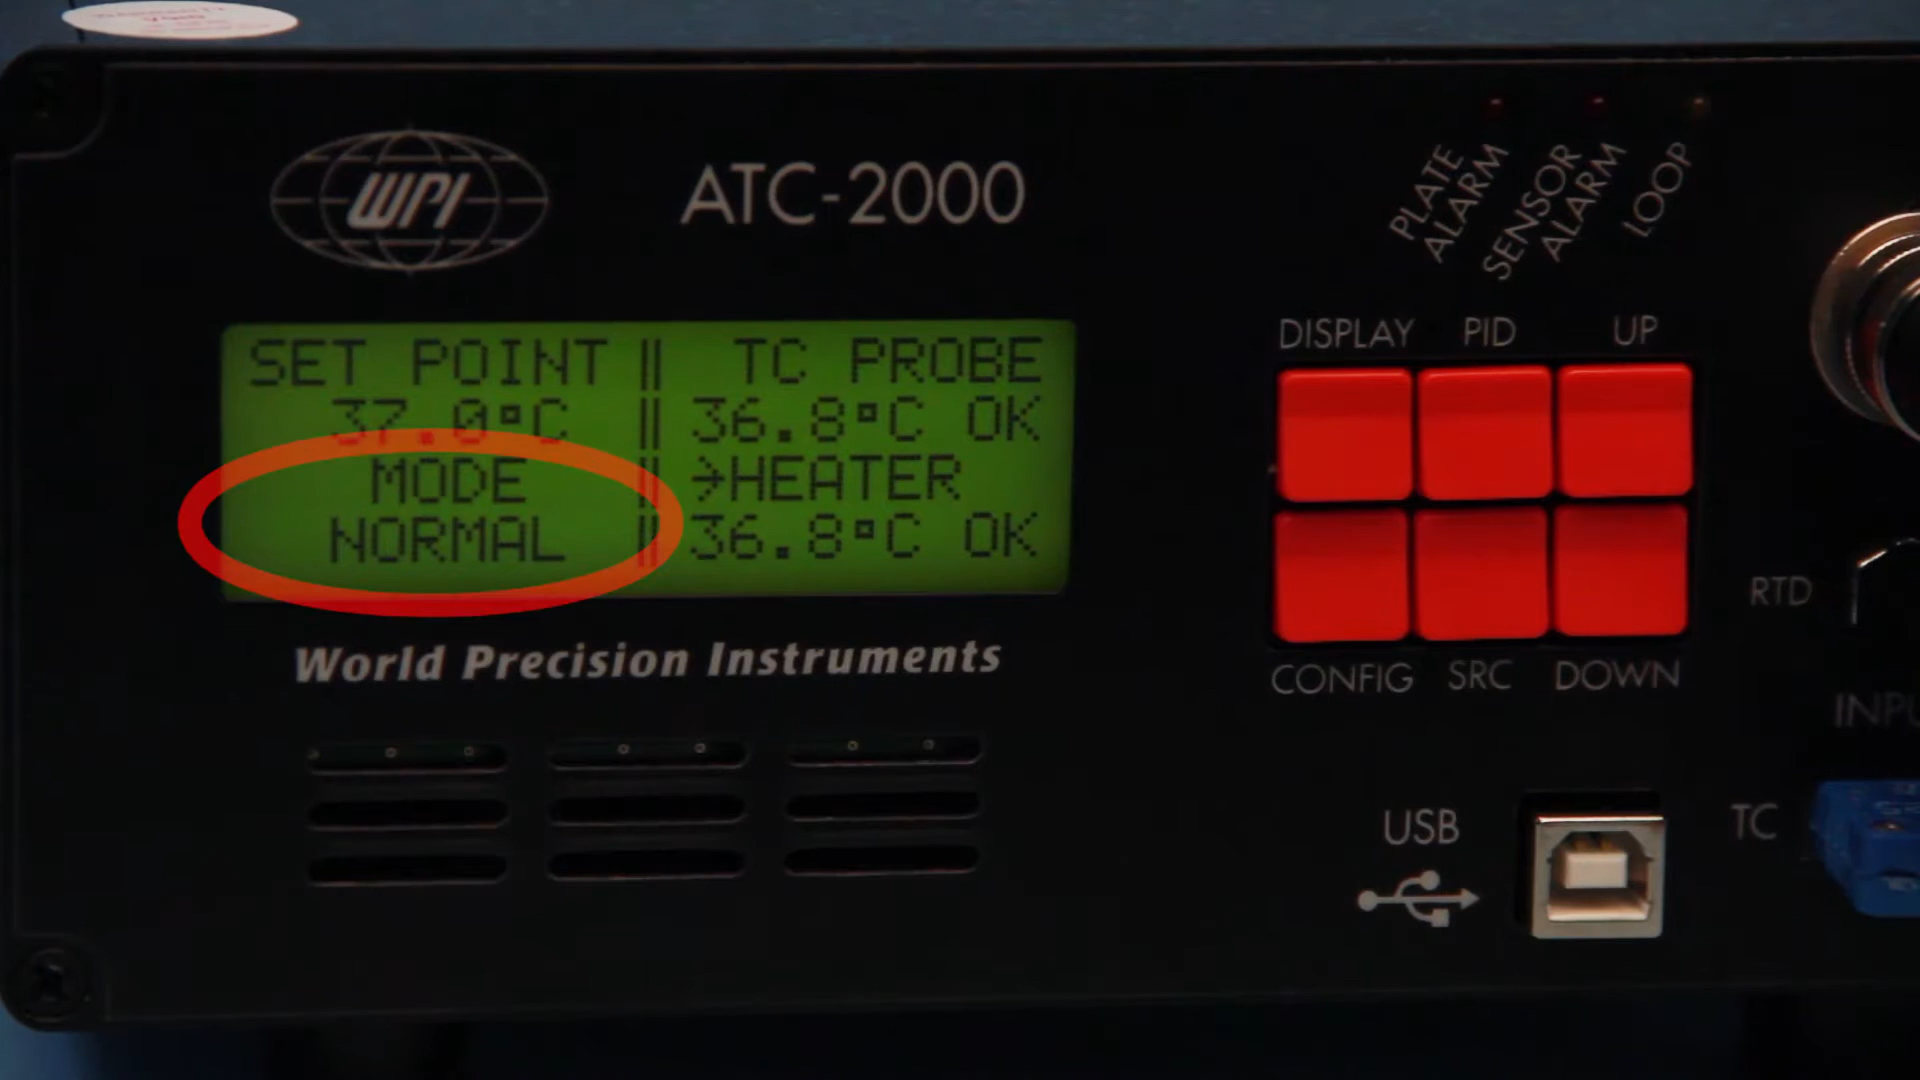 WPI
ATC-2000
PLATE
ALARM
SENSOR
ALARM
LOOP
SET POINT || TC PROBE
37.0°C || 36.8°C OK
MODE || →HEATER
NORMAL || 36.8°C OK
World Precision Instruments
DISPLAY PID UP
CONFIG SRC DOWN
RTD
USB
TC